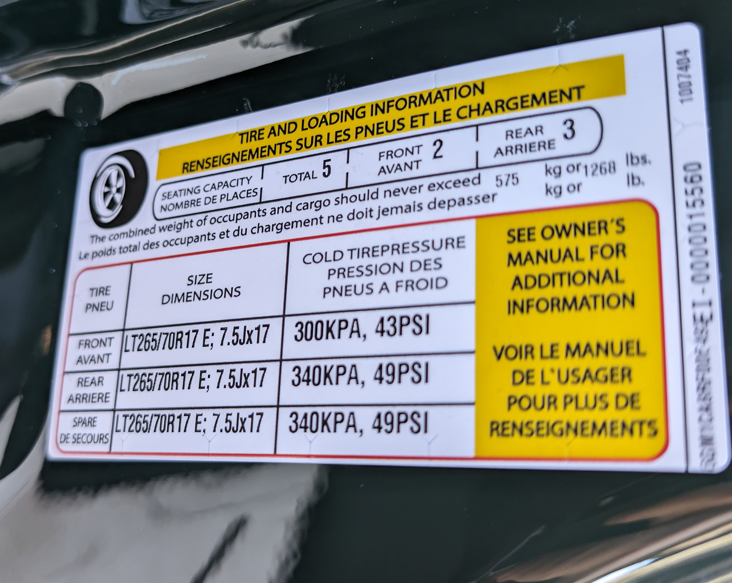 TIRE AND LOADING INFORMATION
RENSEIGNEMENTS SUR LES PNEUS ET LE CHARGEMENT
SEATING CAPACITY
NOMBRE DE PLACES
TOTAL 5
FRONT
AVANT 2
REAR
ARRIERE 3
The combined weight of occupants and cargo should never exceed 575 kg or 1268 lbs.
Le poids total des occupants et du chargement ne doit jamais depasser kg or lb.
TIRE
PNEU
SIZE
DIMENSIONS
COLD TIREPRESSURE
PRESSION DES
PNEUS A FROID
FRONT
AVANT
LT265/70R17 E; 7.5Jx17
300KPA, 43PSI
REAR
ARRIERE
LT265/70R17 E; 7.5Jx17
340KPA, 49PSI
SPARE
DE SECOURS
LT265/70R17 E; 7.5Jx17
340KPA, 49PSI
SEE OWNER´S
MANUAL FOR
ADDITIONAL
INFORMATION
VOIR LE MANUEL
DE L`USAGER
POUR PLUS DE
RENSEIGNEMENTS
1007404
EI-0000015560